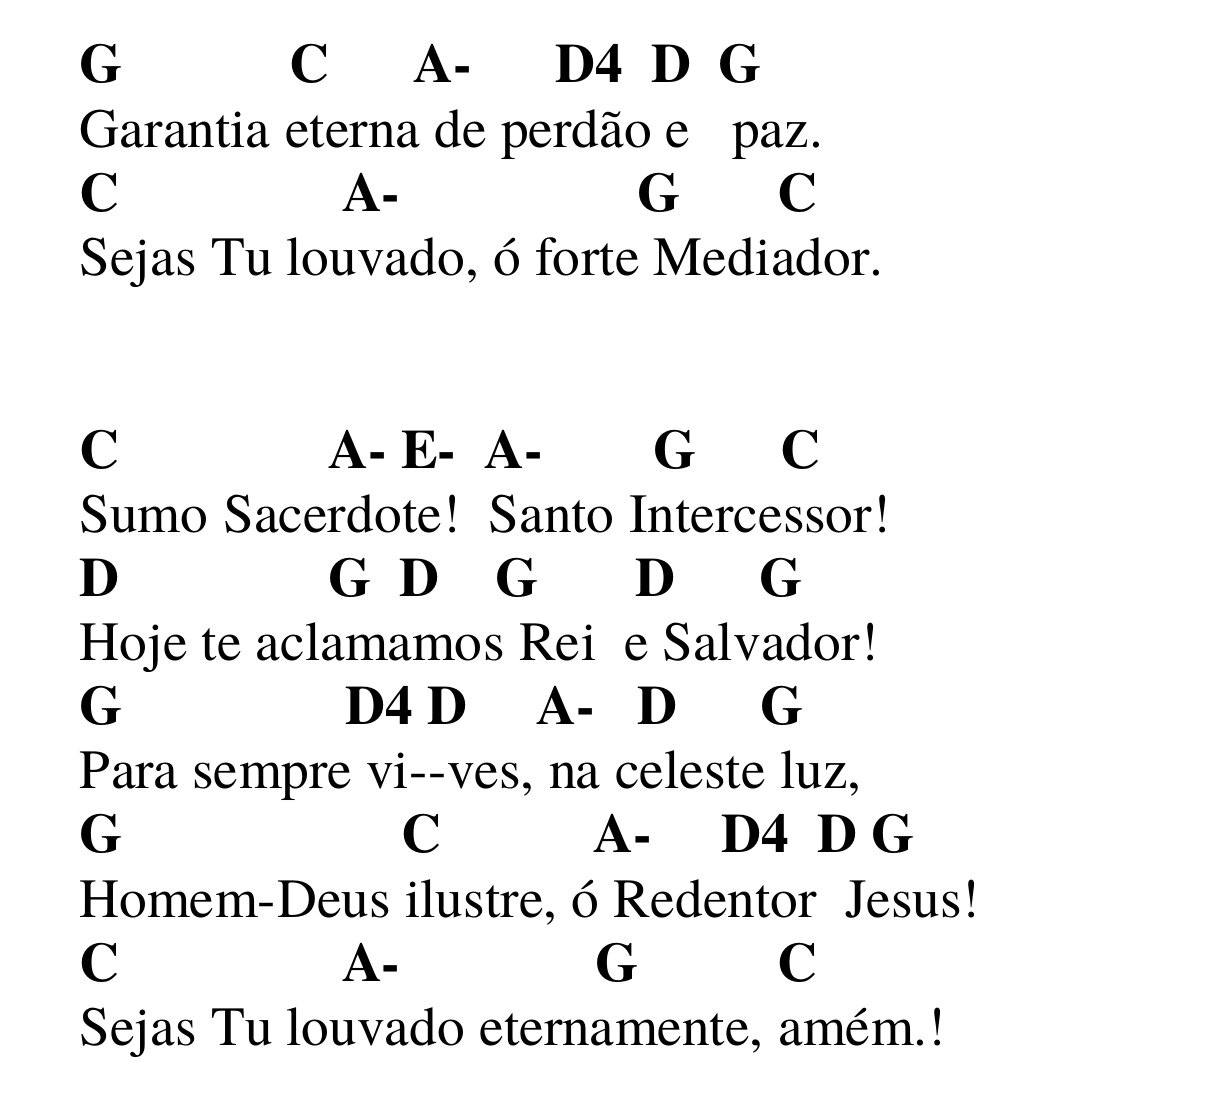 G            C      A-      D4  D  G
Garantia eterna de perdão e   paz.
C                A-                 G       C
Sejas Tu louvado, ó forte Mediador.
C               A- E-  A-        G      C
Sumo Sacerdote!  Santo Intercessor!
D               G  D    G       D      G
Hoje te aclamamos Rei  e Salvador!
G                D4 D     A-   D      G
Para sempre vi--ves, na celeste luz,
G                    C           A-     D4  D G
Homem-Deus ilustre, ó Redentor  Jesus!
C                A-              G          C
Sejas Tu louvado eternamente, amém.!